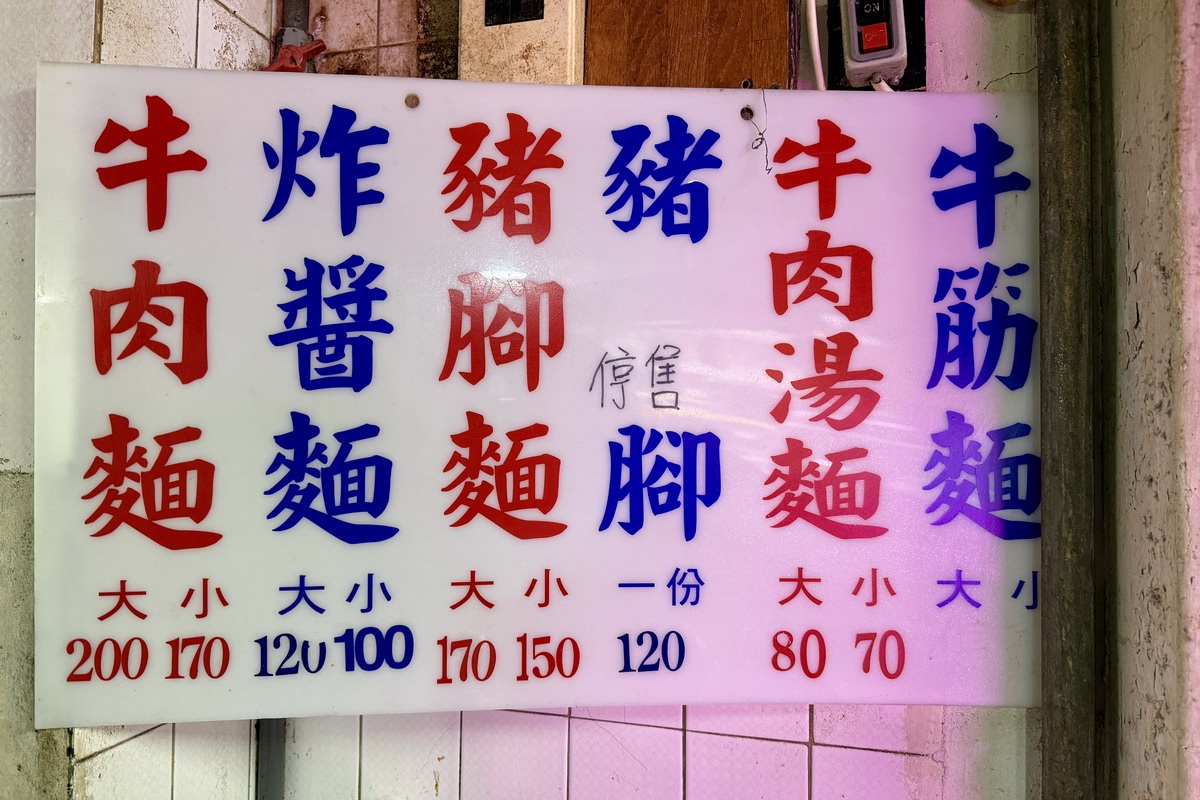 ON
牛肉麵
大 小
200 170
炸醬麵
大 小
120 100
豬腳麵
大 小
170 150
豬腳
停售
一份
120
牛肉湯麵
大 小
80 70
牛筋麵
大 小